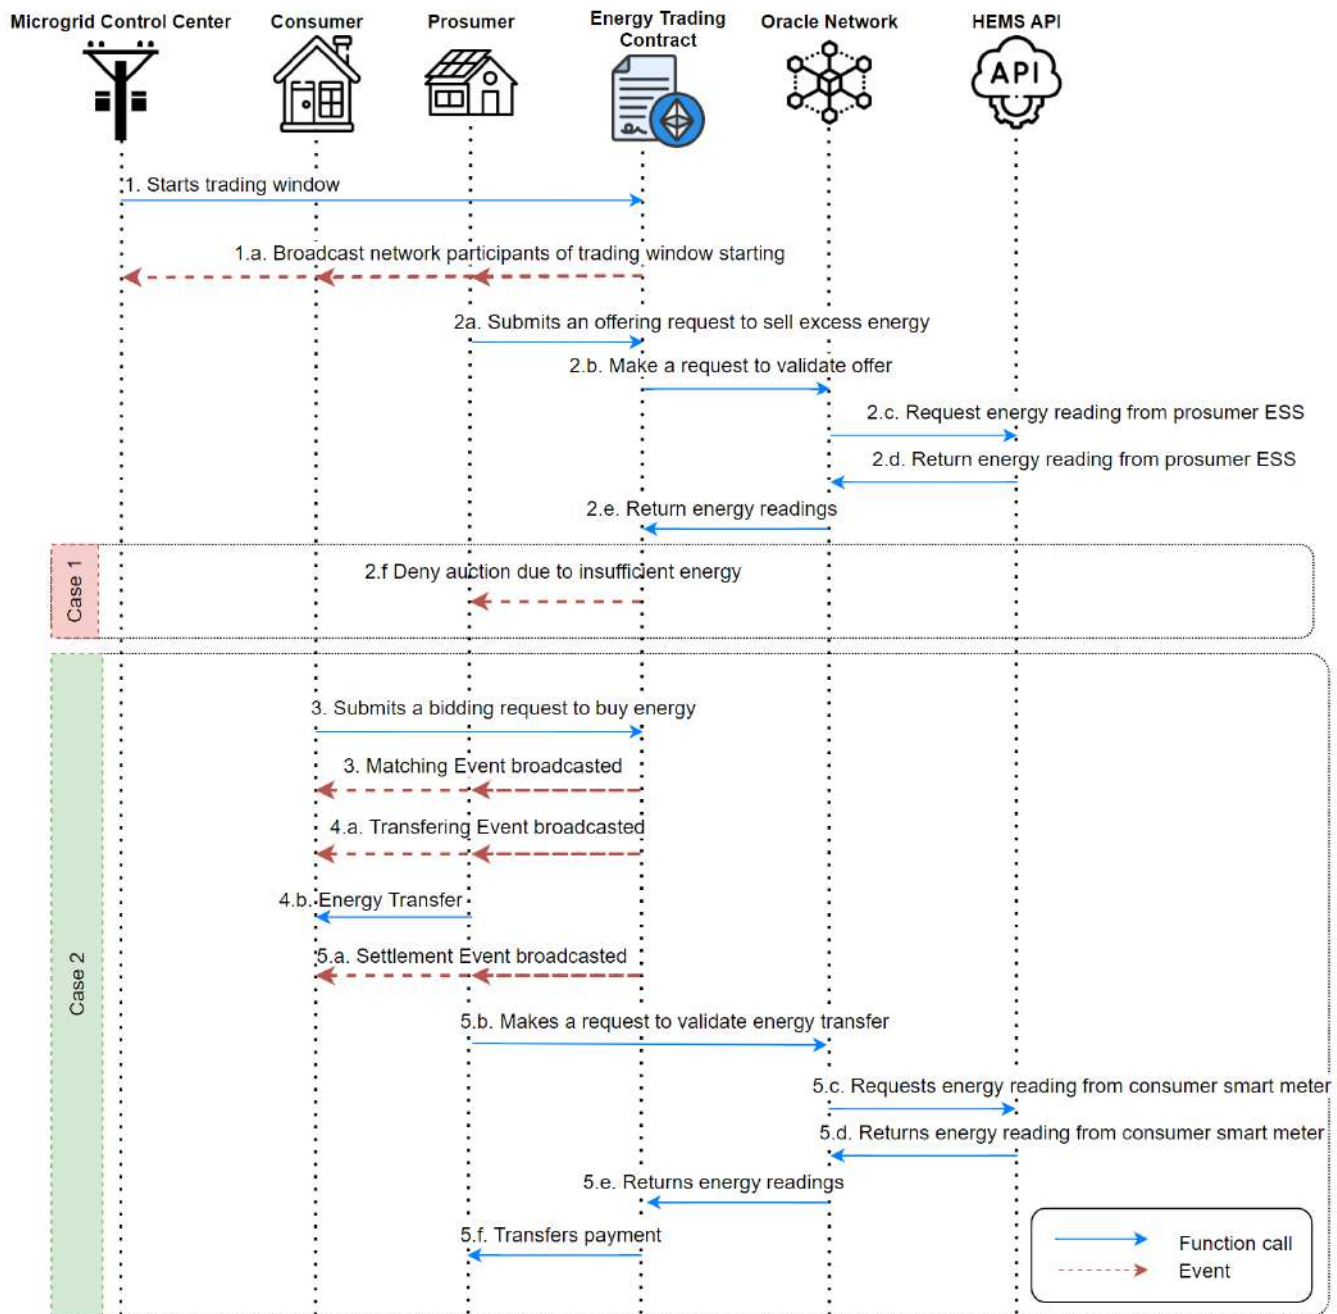 Microgrid Control Center
Consumer
Prosumer
Energy Trading
Contract
Oracle Network
HEMS API
API
1. Starts trading window
1.a. Broadcast network participants of trading window starting
2a. Submits an offering request to sell excess energy
2.b. Make a request to validate offer
2.c. Request energy reading from prosumer ESS
2.d. Return energy reading from prosumer ESS
2.e. Return energy readings
Case 1
2.f Deny auction due to insufficient energy
Case 2
3. Submits a bidding request to buy energy
3. Matching Event broadcasted
4.a. Transfering Event broadcasted
4.b. Energy Transfer
5.a. Settlement Event broadcasted
5.b. Makes a request to validate energy transfer
5.c. Requests energy reading from consumer smart meter
5.d. Returns energy reading from consumer smart meter
5.e. Returns energy readings
5.f. Transfers payment
Function call
Event